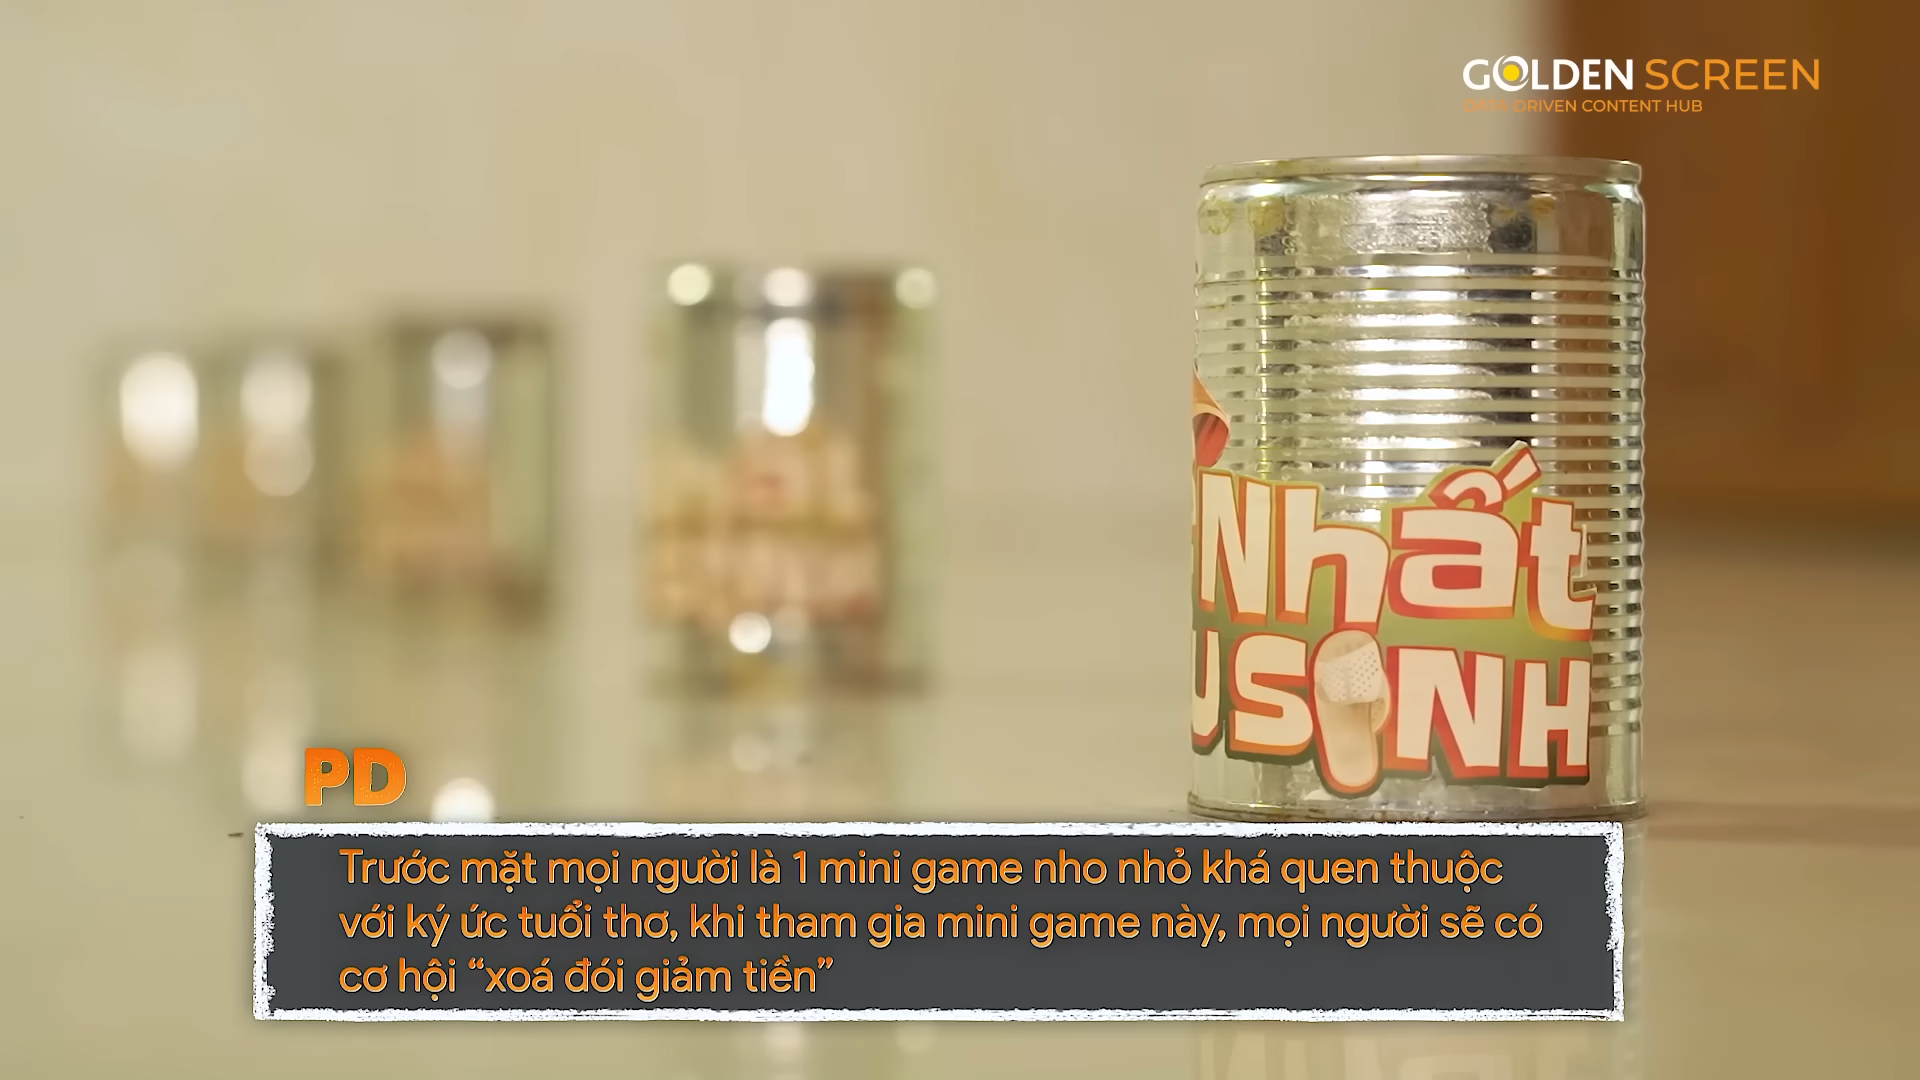 GOLDEN SCREEN
DATA DRIVEN CONTENT HUB
Nhất
U SINH
PD
Trước mặt mọi người là 1 mini game nho nhỏ khá quen thuộc
với ký ức tuổi thơ, khi tham gia mini game này, mọi người sẽ có
cơ hội “xoá đói giảm tiền”